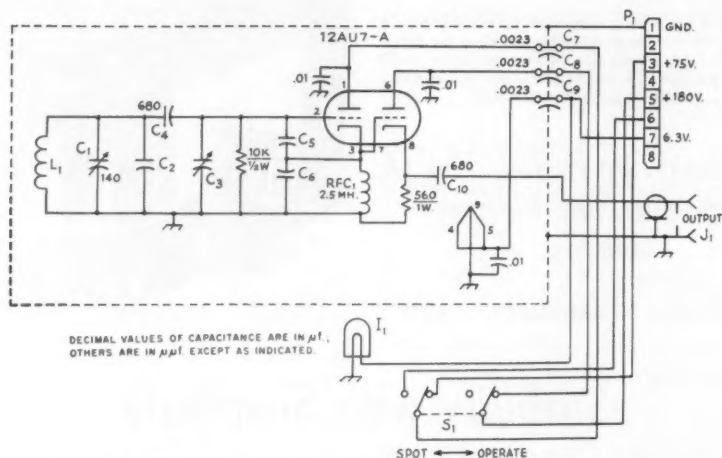 12AU7-A
P1
C7
.0023
1 GND.
2
C8
.01
1
6
.0023
.01
3 +75V.
C9
.0023
4
680
C4
2
5 +180V.
C5
3
7
8
6
7 6.3V.
680
8
L1
C1
140
C2
C3
10K
½W
C6
RFC1
2.5 MH.
C10
560
1W.
9
4
5
OUTPUT
J1
.01
I1
DECIMAL VALUES OF CAPACITANCE ARE IN µf.;
OTHERS ARE IN µµf. EXCEPT AS INDICATED.
S1
SPOT OPERATE